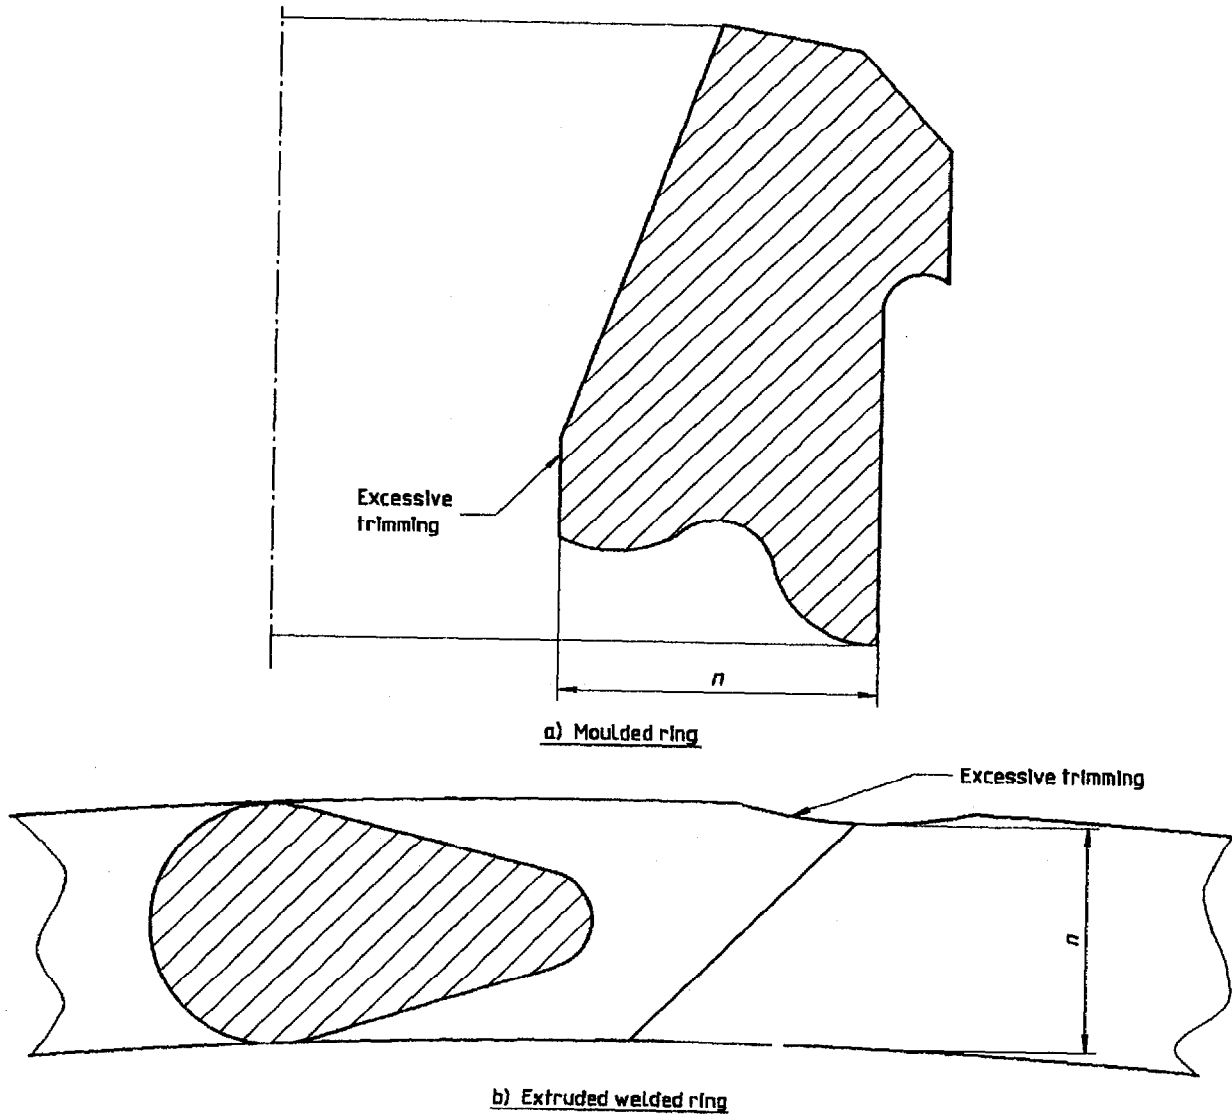 Excessive
trimming
n
a) Moulded ring
Excessive trimming
n
b) Extruded welded ring